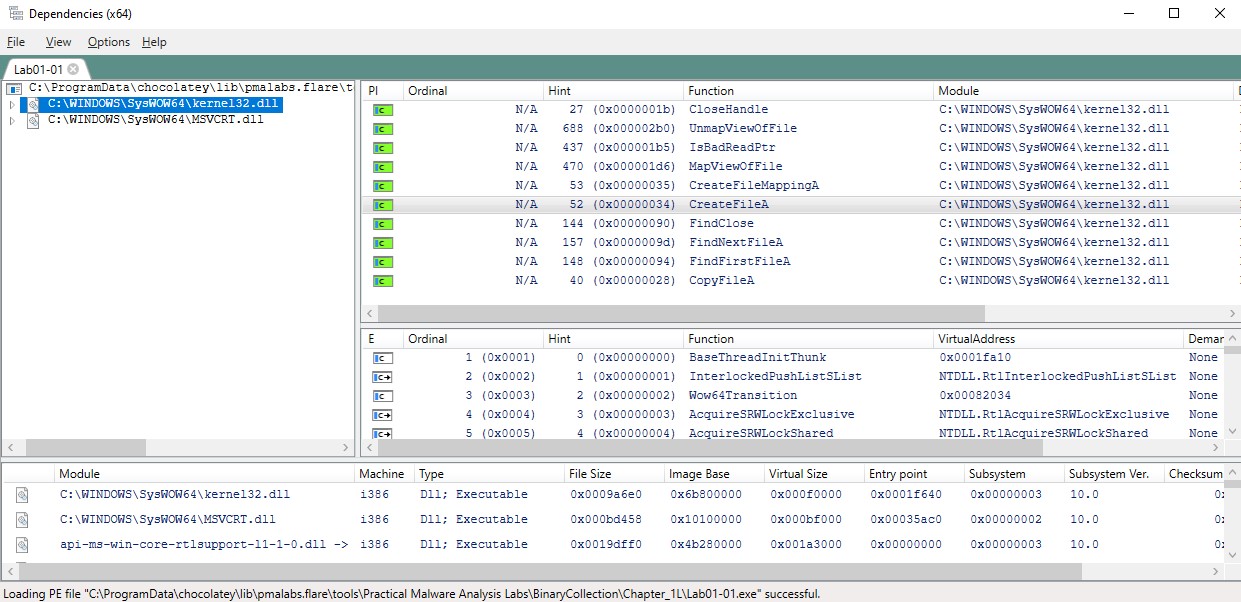 Dependencies (x64)
File View Options Help
Lab01-01
C:\ProgramData\chocolatey\lib\pmalabs.flare\t
C:\WINDOWS\SysWOW64\kernel32.dll
C:\WINDOWS\SysWOW64\MSVCRT.dll
PI Ordinal Hint Function Module
N/A 27 (0x0000001b) CloseHandle C:\WINDOWS\SysWOW64\kernel32.dll
N/A 688 (0x000002b0) UnmapViewOfFile C:\WINDOWS\SysWOW64\kernel32.dll
N/A 437 (0x000001b5) IsBadReadPtr C:\WINDOWS\SysWOW64\kernel32.dll
N/A 470 (0x000001d6) MapViewOfFile C:\WINDOWS\SysWOW64\kernel32.dll
N/A 53 (0x00000035) CreateFileMappingA C:\WINDOWS\SysWOW64\kernel32.dll
N/A 52 (0x00000034) CreateFileA C:\WINDOWS\SysWOW64\kernel32.dll
N/A 144 (0x00000090) FindClose C:\WINDOWS\SysWOW64\kernel32.dll
N/A 157 (0x0000009d) FindNextFileA C:\WINDOWS\SysWOW64\kernel32.dll
N/A 148 (0x00000094) FindFirstFileA C:\WINDOWS\SysWOW64\kernel32.dll
N/A 40 (0x00000028) CopyFileA C:\WINDOWS\SysWOW64\kernel32.dll
E Ordinal Hint Function VirtualAddress Demar
1 (0x0001) 0 (0x00000000) BaseThreadInitThunk 0x0001fa10 None
2 (0x0002) 1 (0x00000001) InterlockedPushListSList NTDLL.RtlInterlockedPushListSList None
3 (0x0003) 2 (0x00000002) Wow64Transition 0x00082034 None
4 (0x0004) 3 (0x00000003) AcquireSRWLockExclusive NTDLL.RtlAcquireSRWLockExclusive None
5 (0x0005) 4 (0x00000004) AcquireSRWLockShared NTDLL.RtlAcquireSRWLockShared None
Module Machine Type File Size Image Base Virtual Size Entry point Subsystem Subsystem Ver. Checksum
C:\WINDOWS\SysWOW64\kernel32.dll i386 Dll; Executable 0x0009a6e0 0x6b800000 0x000f0000 0x0001f640 0x00000003 10.0 0x
C:\WINDOWS\SysWOW64\MSVCRT.dll i386 Dll; Executable 0x000bd458 0x10100000 0x000bf000 0x00035ac0 0x00000002 10.0 0x
api-ms-win-core-rtlsupport-l1-1-0.dll -> i386 Dll; Executable 0x0019dff0 0x4b280000 0x001a3000 0x00000000 0x00000003 10.0 0x
Loading PE file "C:\ProgramData\chocolatey\lib\pmalabs.flare\tools\Practical Malware Analysis Labs\BinaryCollection\Chapter_1L\Lab01-01.exe" successful.